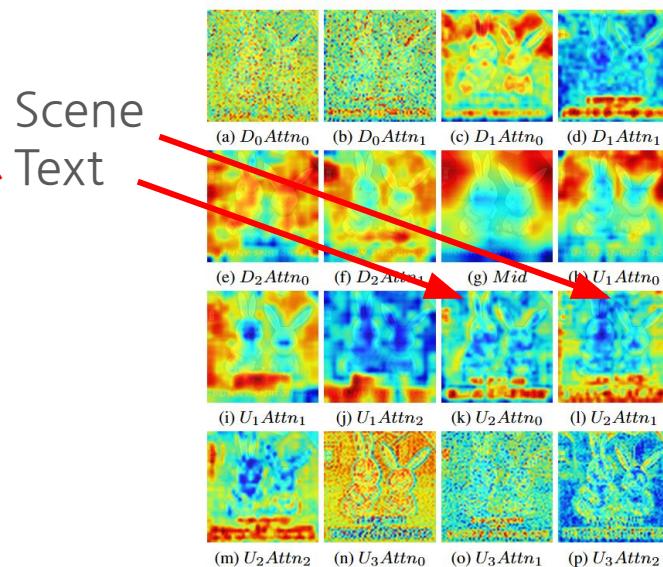 Scene
Text
(a) D₀Attn₀ (b) D₀Attn₁ (c) D₁Attn₀ (d) D₁Attn₁
(e) D₂Attn₀ (f) D₂Attn₁ (g) Mid (h) U₁Attn₀
(i) U₁Attn₁ (j) U₁Attn₂ (k) U₂Attn₀ (l) U₂Attn₁
(m) U₂Attn₂ (n) U₃Attn₀ (o) U₃Attn₁ (p) U₃Attn₂